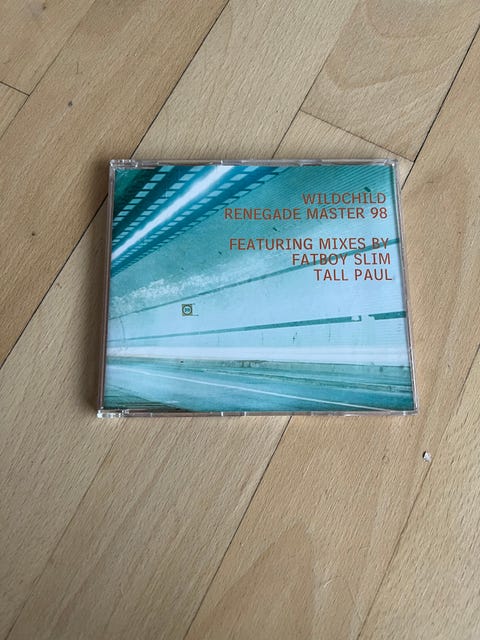 WILDCHILD
RENEGADE MASTER 98
FEATURING MIXES BY
FATBOY SLIM
TALL PAUL